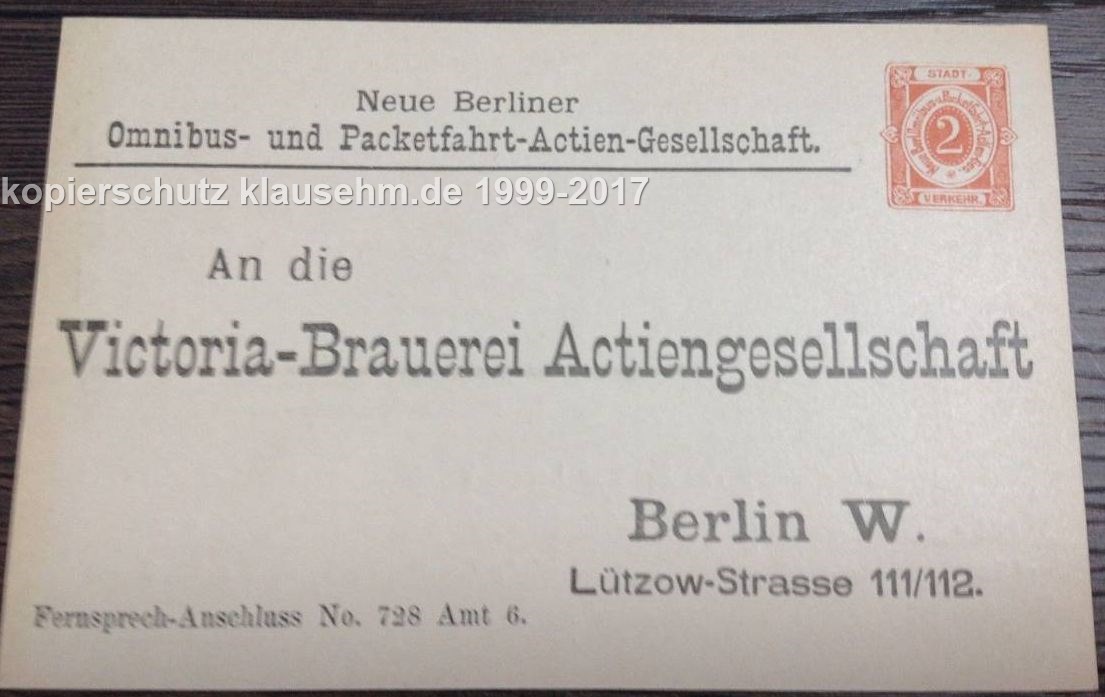 Neue Berliner
Omnibus- und Packetfahrt-Actien-Gesellschaft.
STADT-
2
VERKEHR.
kopierschutz klausehm.de 1999-2017
An die
Victoria-Brauerei Actiengesellschaft
Berlin W.
Lützow-Strasse 111/112.
Fernsprech-Anschluss No. 728 Amt 6.